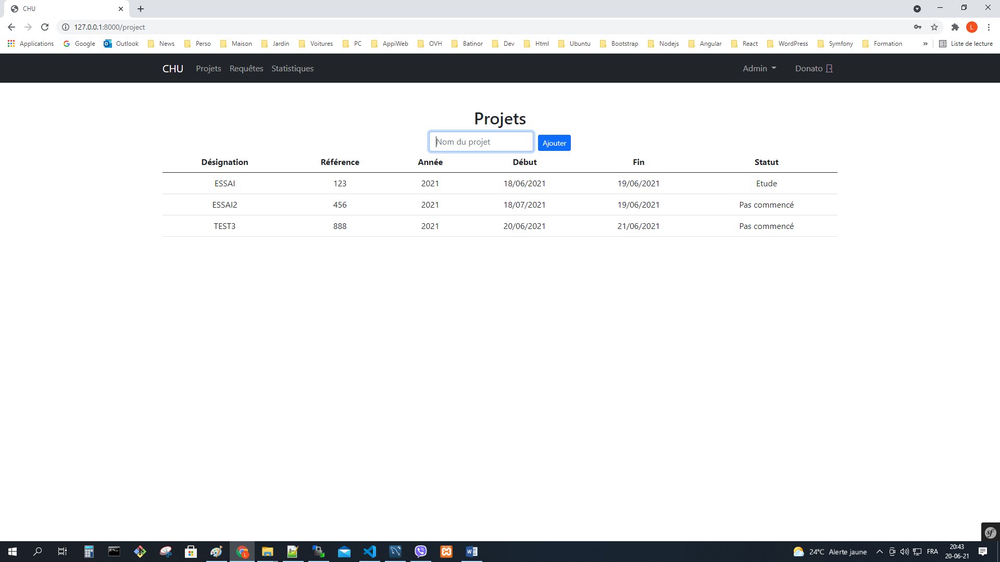 CHU
127.0.0.1:8000/project
Applications Google Outlook News Perso Maison Jardin Voitures PC AppiWeb OVH Batinor Dev Html Ubuntu Bootstrap Nodejs Angular React WordPress Symfony Formation » Liste de lecture
CHU Projets Requêtes Statistiques Admin Donato
Projets
Nom du projet Ajouter
Désignation Référence Année Début Fin Statut
ESSAI 123 2021 18/06/2021 19/06/2021 Etude
ESSAI2 456 2021 18/07/2021 19/06/2021 Pas commencé
TEST3 888 2021 20/06/2021 21/06/2021 Pas commencé
24°C Alerte jaune FRA 20:43
20-06-21